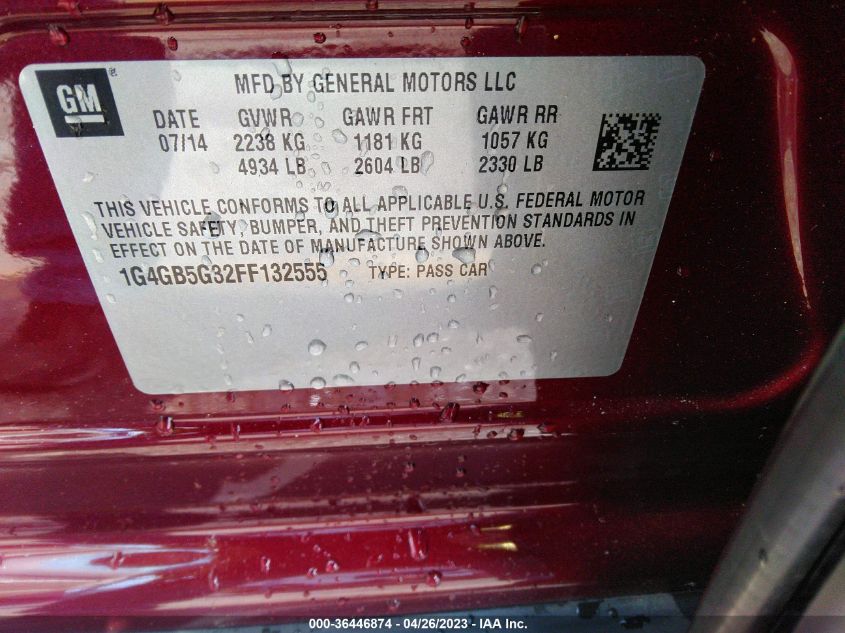 GM ®
MFD BY GENERAL MOTORS LLC
DATE GVWR GAWR FRT GAWR RR
07/14 2238 KG 1181 KG 1057 KG
4934 LB 2604 LB 2330 LB
THIS VEHICLE CONFORMS TO ALL APPLICABLE U.S. FEDERAL MOTOR
VEHICLE SAFETY, BUMPER, AND THEFT PREVENTION STANDARDS IN
EFFECT ON THE DATE OF MANUFACTURE SHOWN ABOVE.
1G4GB5G32FF132555 TYPE: PASS CAR
000-36446874 - 04/26/2023 - IAA Inc.